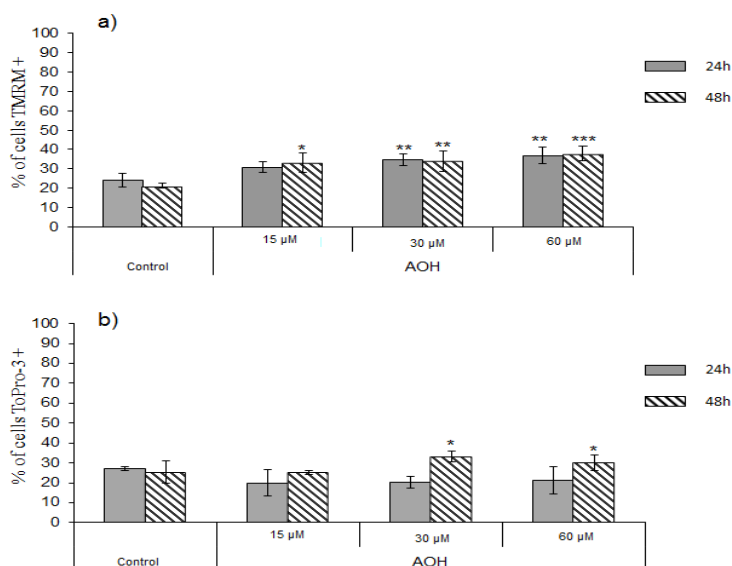 a)
% of cells TMRM +
100
90
80
70
60
50
40
30
20
10
0
* ** ** ** ***
24h
48h
15 µM 30 µM 60 µM
Control AOH
b)
% of cells ToPro-3+
100
90
80
70
60
50
40
30
20
10
0
* *
24h
48h
15 µM 30 µM 60 µM
Control AOH